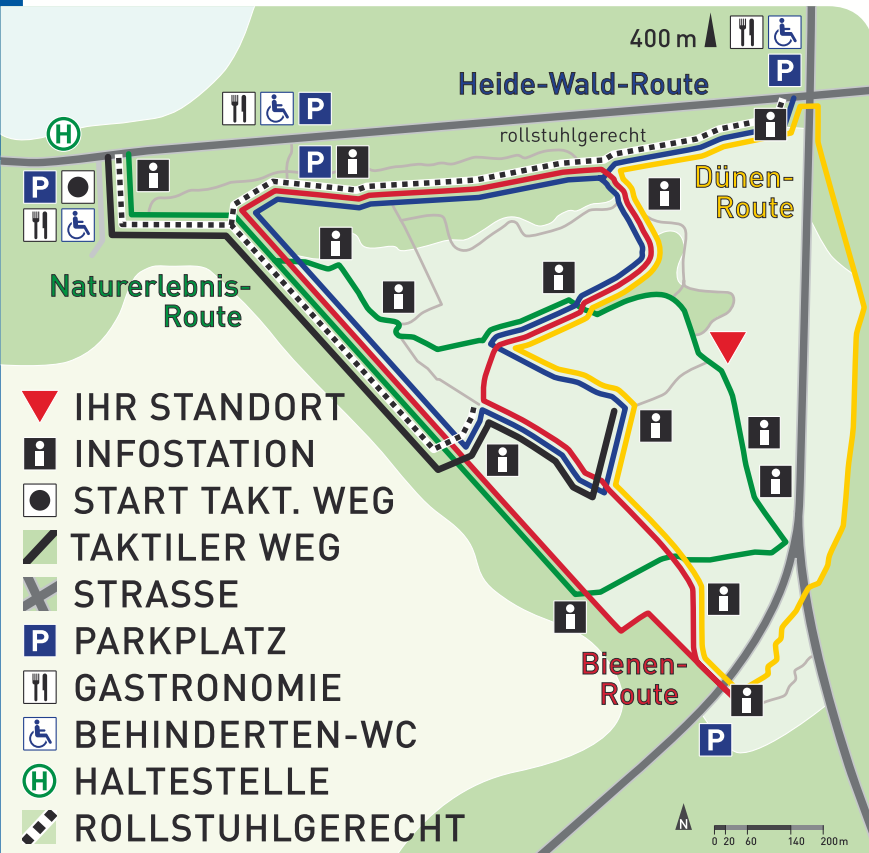 400 m
P
Heide-Wald-Route
P
H
rollstuhlgerecht
i
P
i
i
P
i
Dünen-
Route
i
i
Naturerlebnis-
Route
i
i
IHR STANDORT
i INFOSTATION
i
i
i
START TAKT. WEG
i
TAKTILER WEG
STRASSE
i
i
P PARKPLATZ
Bienen-
Route
GASTRONOMIE
i
BEHINDERTEN-WC
P
H HALTESTELLE
ROLLSTUHLGERECHT
N
0 20 60 140 200m